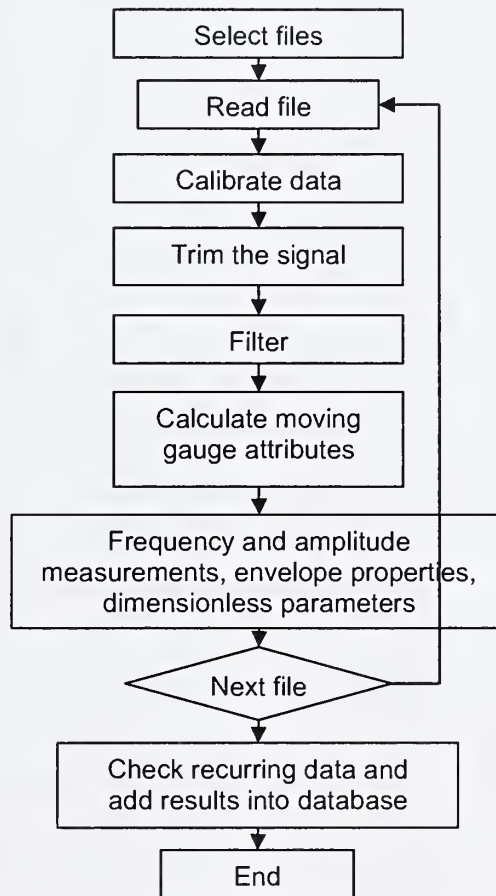 Select files
Read file
Calibrate data
Trim the signal
Filter
Calculate moving
gauge attributes
Frequency and amplitude
measurements, envelope properties,
dimensionless parameters
Next file
Check recurring data and
add results into database
End